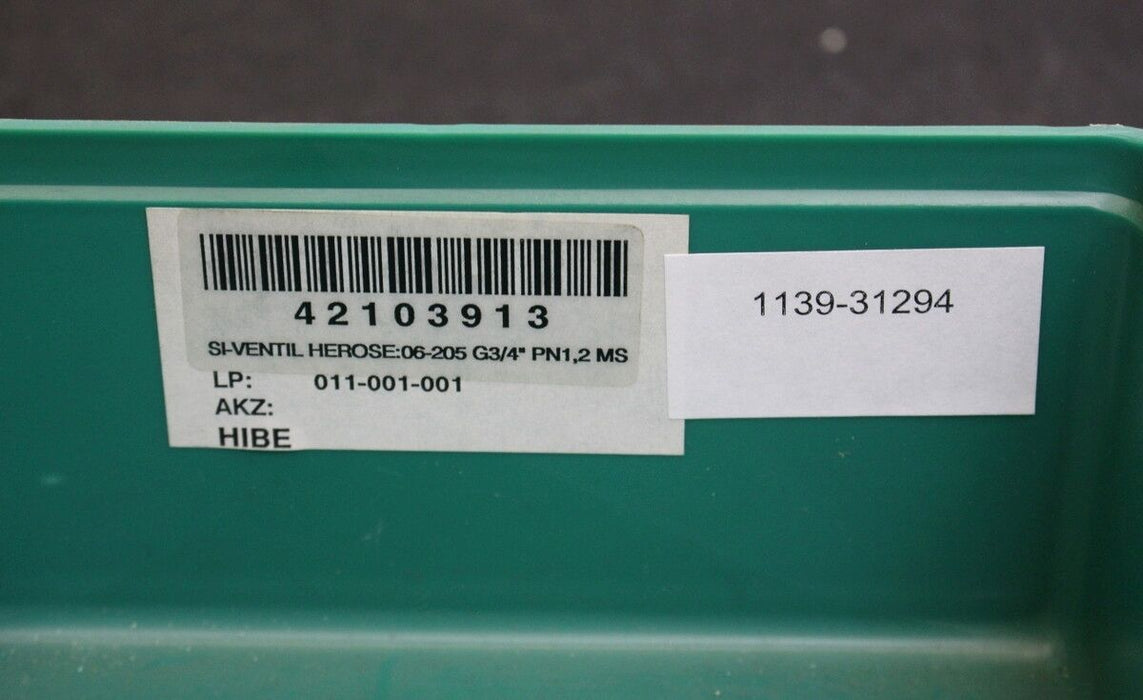 42103913
SI-VENTIL HEROSE:06-205 G3/4" PN1,2 MS
LP: 011-001-001
AKZ:
HIBE
1139-31294